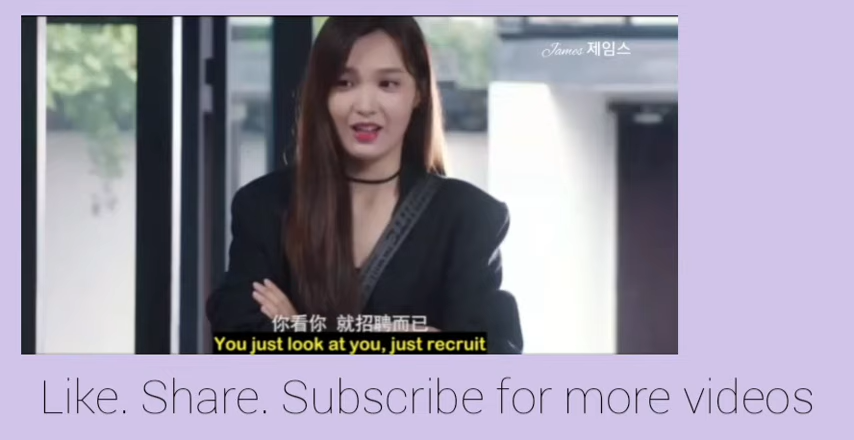 James 제임스
你看你 就招聘而已
You just look at you, just recruit
Like. Share. Subscribe for more videos